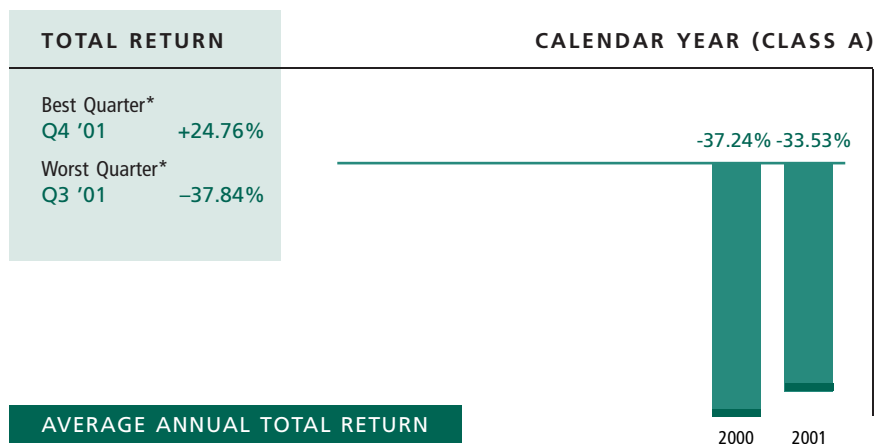 TOTAL RETURN
CALENDAR YEAR (CLASS A)
Best Quarter*
Q4 ’01 +24.76%
Worst Quarter*
Q3 ’01 –37.84%
-37.24% -33.53%
2000 2001
AVERAGE ANNUAL TOTAL RETURN